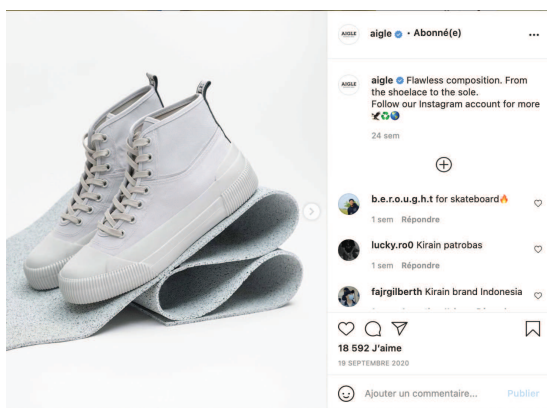 AIGLE
aigle • Abonné(e)
AIGLE
aigle Flawless composition. From
the shoelace to the sole.
Follow our Instagram account for more
24 sem
b.e.r.o.u.g.h.t for skateboard🔥
1 sem Répondre
lucky.ro0 Kirain patrobas
1 sem Répondre
fajrgilberth Kirain brand Indonesia
18 592 J'aime
19 SEPTEMBRE 2020
Ajouter un commentaire... Publier